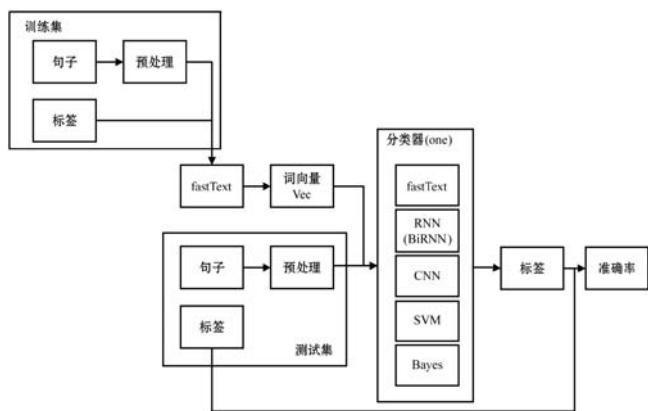 训练集
句子
预处理
标签
fastText
词向量
Vec
句子
预处理
标签
测试集
分类器(one)
fastText
RNN
(BiRNN)
CNN
SVM
Bayes
标签
准确率